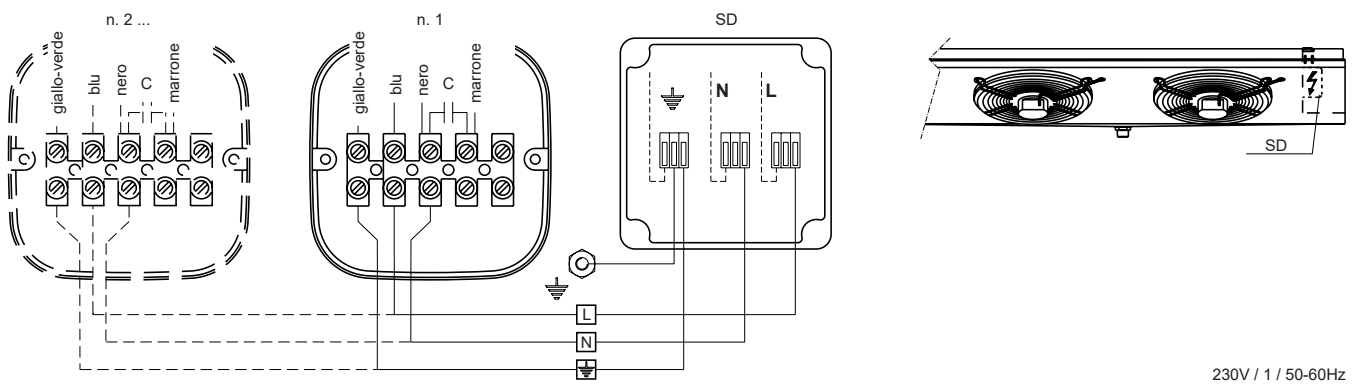 n. 2 ...
giallo-verde
blu
nero
C
marrone
n. 1
giallo-verde
blu
nero
C
marrone
SD
N
L
L
N
SD
230V / 1 / 50-60Hz